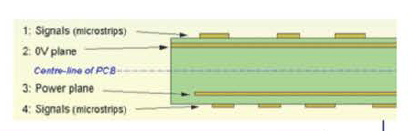 1: Signals (microstrips)
2: 0V plane
Centre-line of PCB
3: Power plane
4: Signals (microstrips)